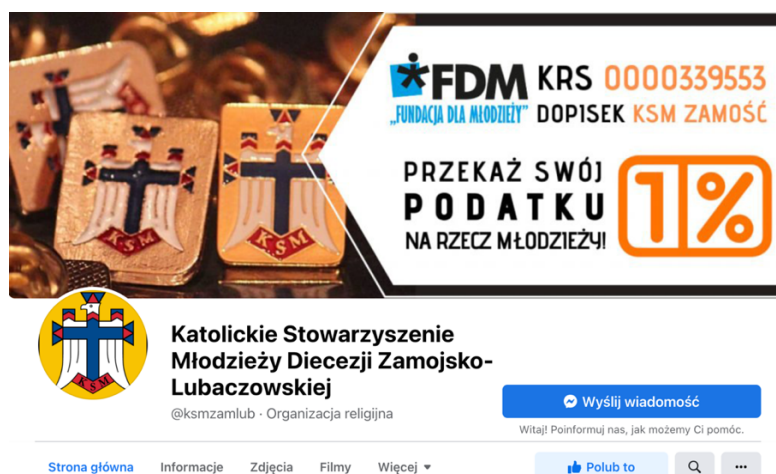 FDM KRS 0000339553
„FUNDACJA DLA MŁODZIEŻY” DOPISEK KSM ZAMOŚĆ
PRZEKAŻ SWÓJ
PODATKU 1%
NA RZECZ MŁODZIEŻY!
KSM
KSM
KSM
Katolickie Stowarzyszenie
Młodzieży Diecezji Zamojsko-
Lubaczowskiej
@ksmzamlub · Organizacja religijna
Wyślij wiadomość
Witaj! Poinformuj nas, jak możemy Ci pomóc.
Strona główna Informacje Zdjęcia Filmy Więcej Polub to